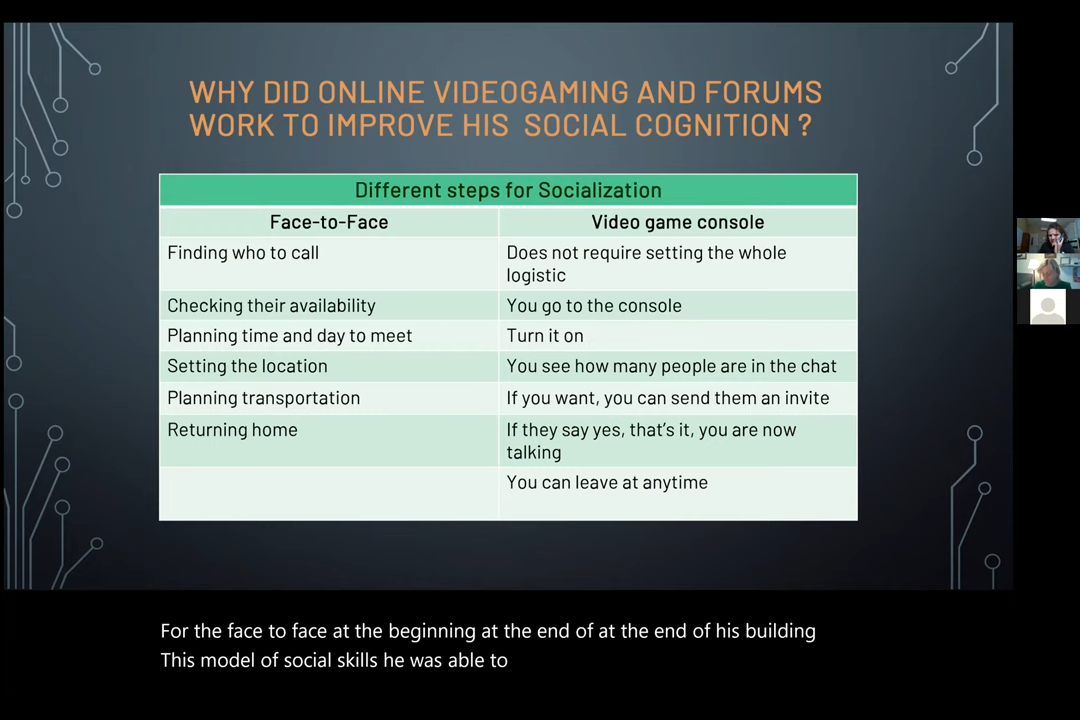 WHY DID ONLINE VIDEOGAMING AND FORUMS
WORK TO IMPROVE HIS SOCIAL COGNITION ?
Different steps for Socialization
Face-to-Face
Video game console
Finding who to call
Does not require setting the whole
logistic
Checking their availability
You go to the console
Planning time and day to meet
Turn it on
Setting the location
You see how many people are in the chat
Planning transportation
If you want, you can send them an invite
Returning home
If they say yes, that's it, you are now
talking
You can leave at anytime
For the face to face at the beginning at the end of at the end of his building
This model of social skills he was able to